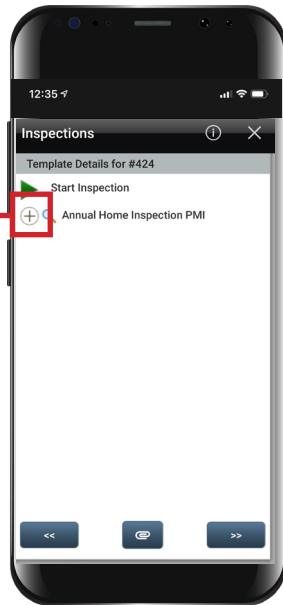 12:35
Inspections
Template Details for #424
Start Inspection
Annual Home Inspection PMI
<<
>>